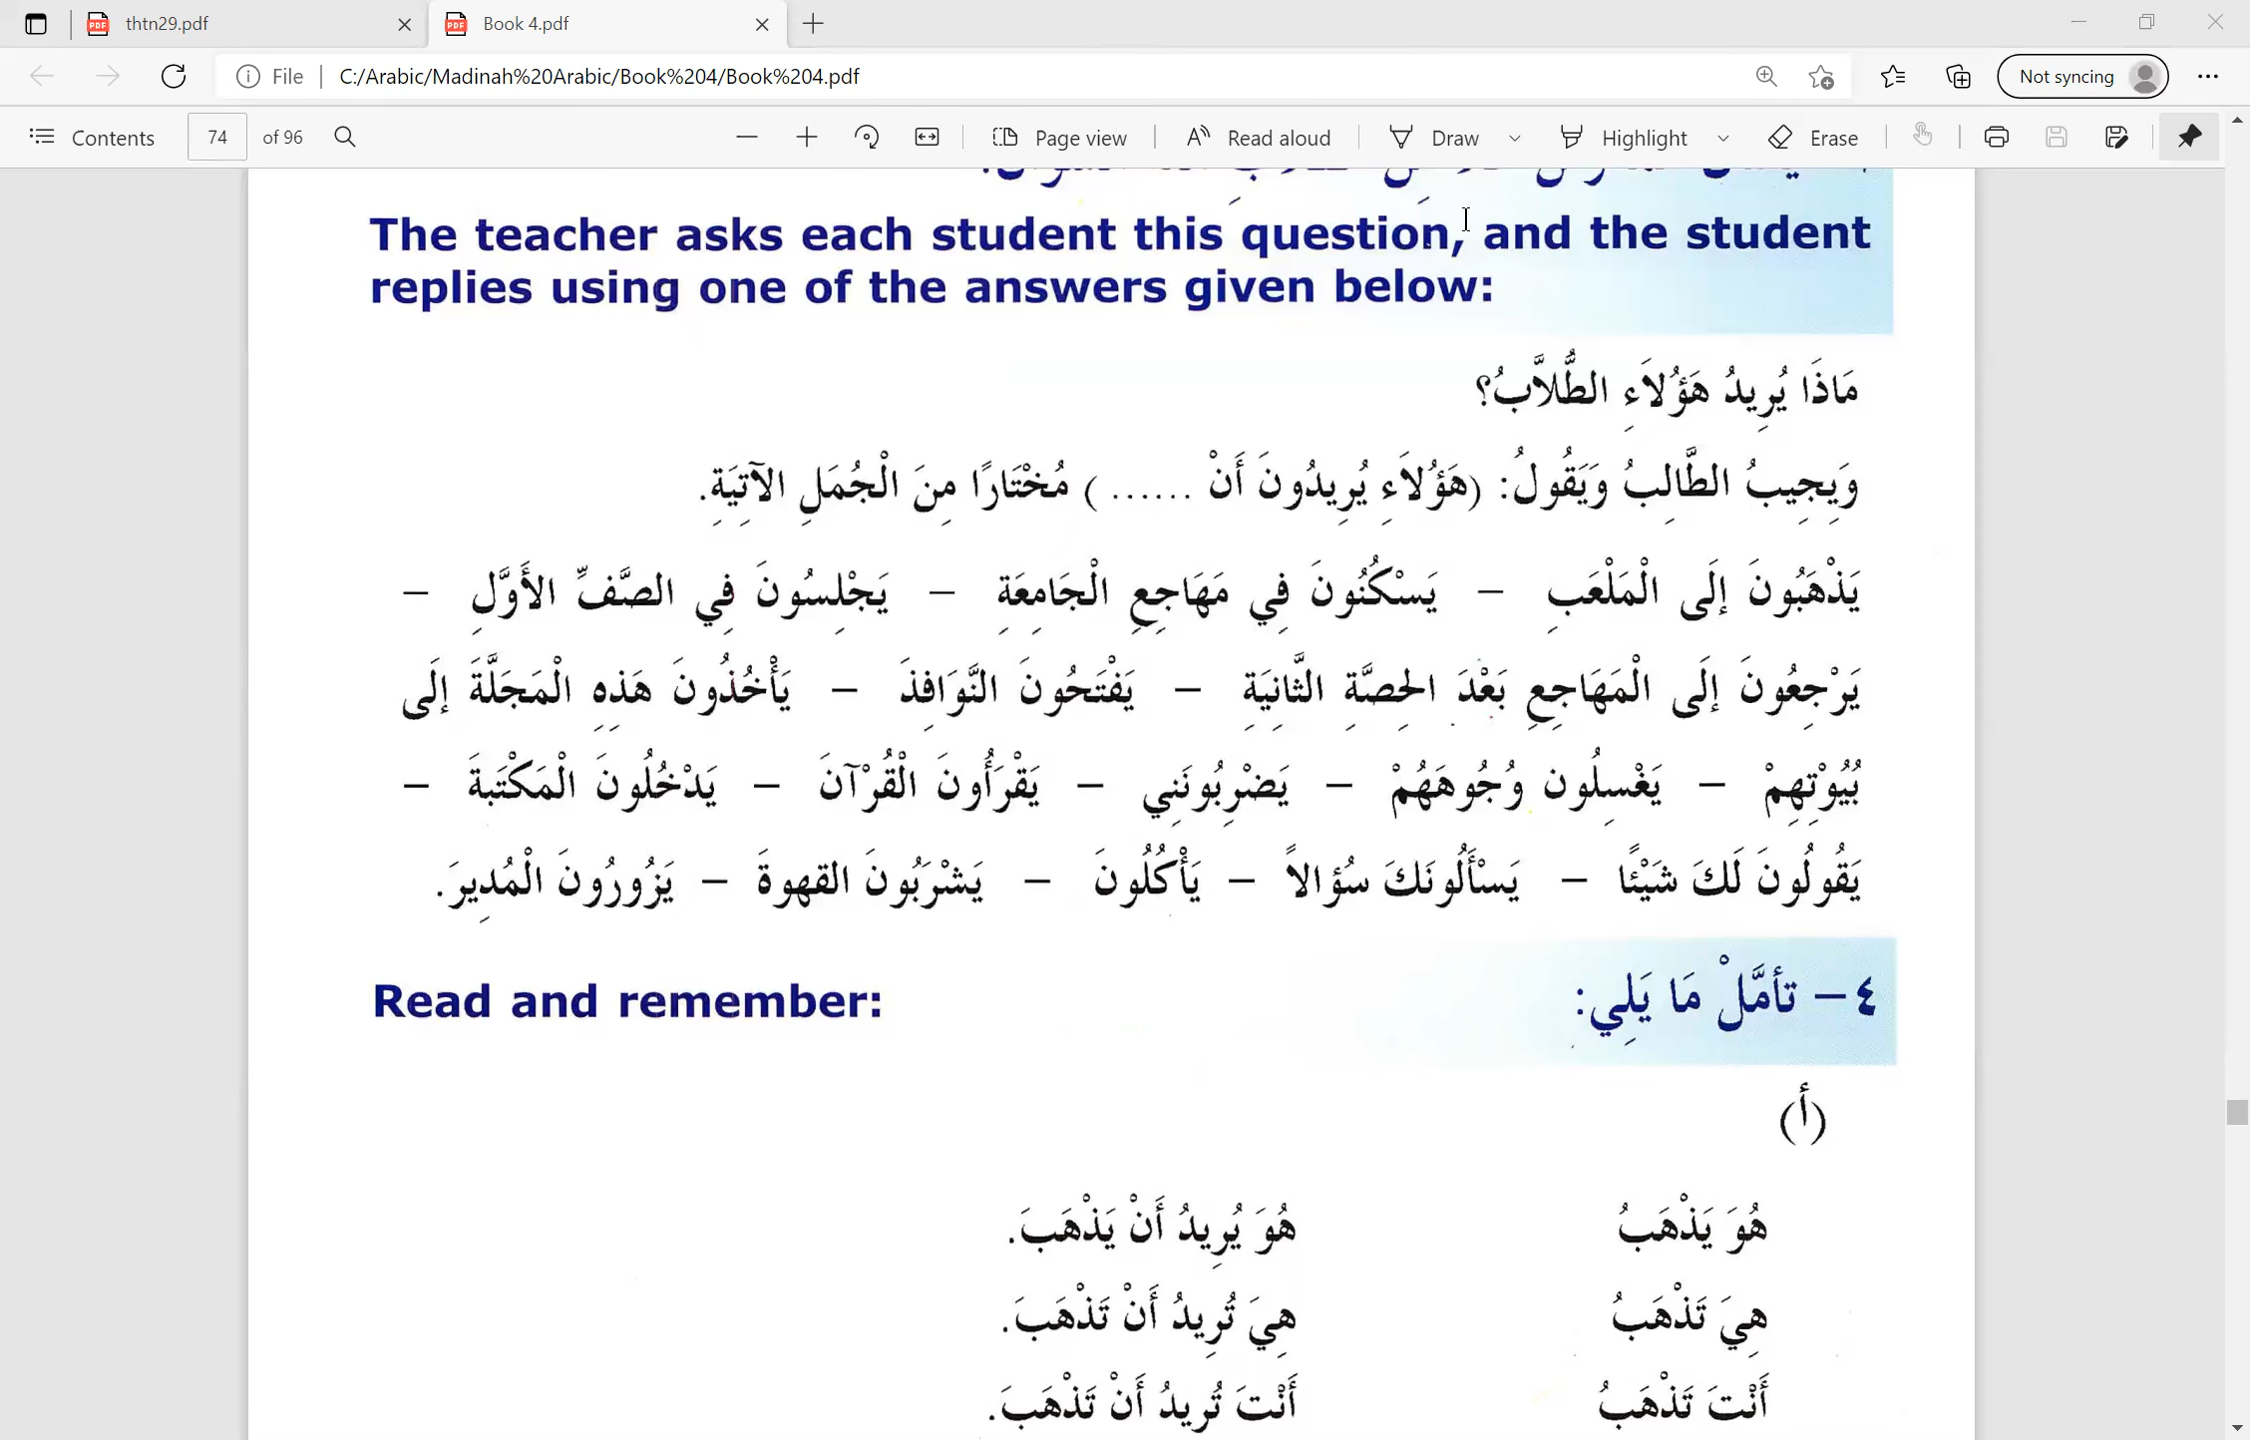 thtn29.pdf
Book 4.pdf
File
C:/Arabic/Madinah%20Arabic/Book%204/Book%204.pdf
Not syncing
Contents
74
of 96
Page view
Read aloud
Draw
Highlight
Erase
The teacher asks each student this question, and the student
replies using one of the answers given below:
مَاذَا يُرِيدُ هَؤُلَاءِ الطُّلَّابُ؟
وَيَجِيبُ الطَّالِبُ وَيَقُولُ: (هَؤُلَاءِ يُرِيدُونَ أَنْ ......) مُخْتَارًا مِنَ الْجُمَلِ الآتِيَةِ.
يَذْهَبُونَ إِلَى الْمَلْعَبِ – يَسْكُنُونَ فِي مَهَاجِعِ الْجَامِعَةِ – يَجْلِسُونَ فِي الصَّفِّ الأَوَّلِ –
يَرْجِعُونَ إِلَى الْمَهَاجِعِ بَعْدَ الحِصَّةِ الثَّانِيَةِ – يَفْتَحُونَ النَّوَافِذَ – يَأْخُذُونَ هَذِهِ الْمَجَلَّةَ إِلَى
بُيُوْتِهِمْ – يَغْسِلُون وُجُوهَهُمْ – يَضْرِبُونَنِي – يَقْرَأُونَ الْقُرْآنَ – يَدْخُلُونَ الْمَكْتَبةَ –
يَقُولُونَ لَكَ شَيْئًا – يَسْأَلُونَكَ سُؤالاً – يَأْكُلُونَ – يَشْرَبُونَ القهوةَ – يَزُورُونَ الْمُدِيرَ.
Read and remember:
٤ – تأمَّلْ مَا يَلِي:
(أ)
هُوَ يَذْهَبُ
هُوَ يُرِيدُ أَنْ يَذْهَبَ.
هِيَ تَذْهَبُ
هِيَ تُرِيدُ أَنْ تَذْهَبَ.
أَنْتَ تَذْهَبُ
أَنْتَ تُرِيدُ أَنْ تَذْهَبَ.